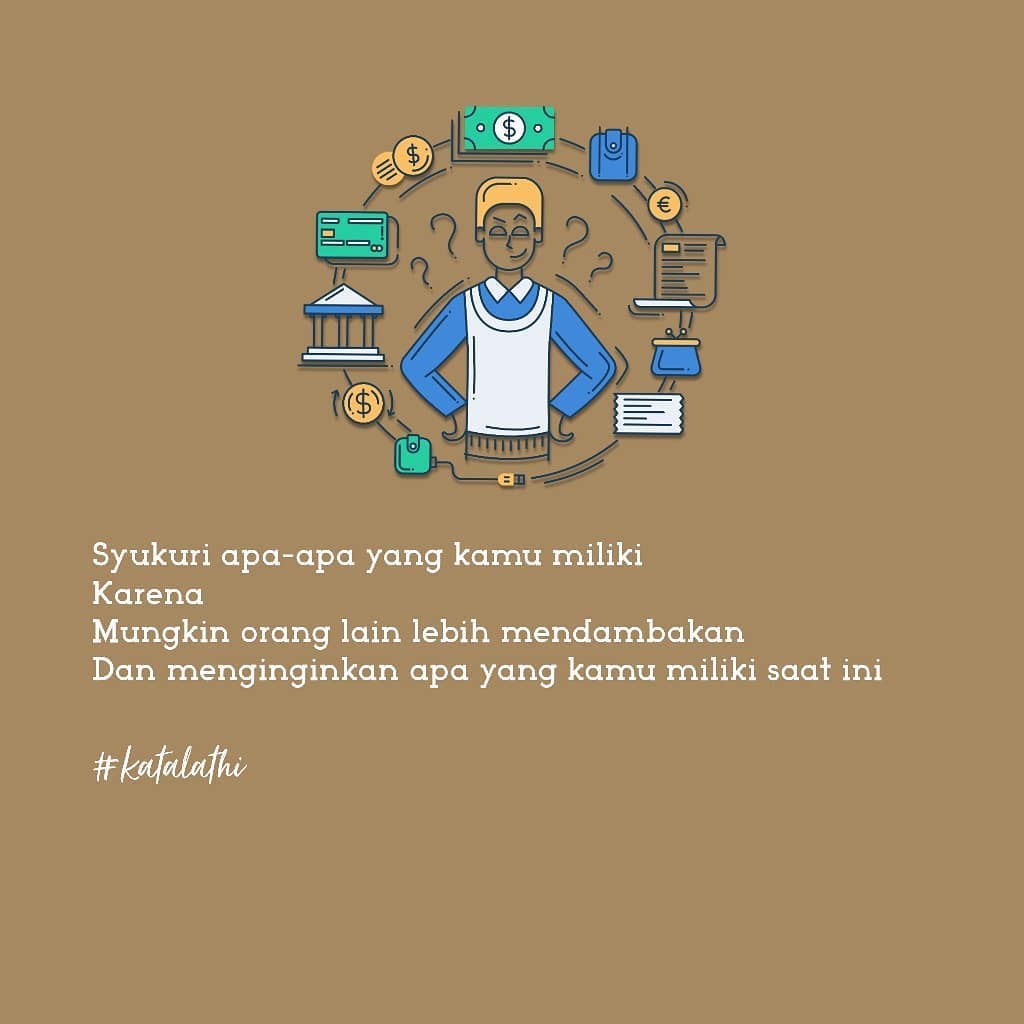 $
$
€
$
Syukuri apa-apa yang kamu miliki
Karena
Mungkin orang lain lebih mendambakan
Dan menginginkan apa yang kamu miliki saat ini
#katalathi